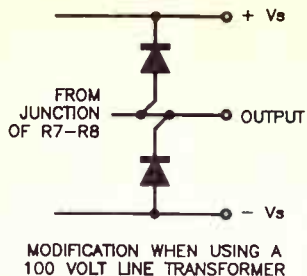 + Vs
FROM
JUNCTION
OF R7-R8
OUTPUT
- Vs
MODIFICATION WHEN USING A
100 VOLT LINE TRANSFORMER